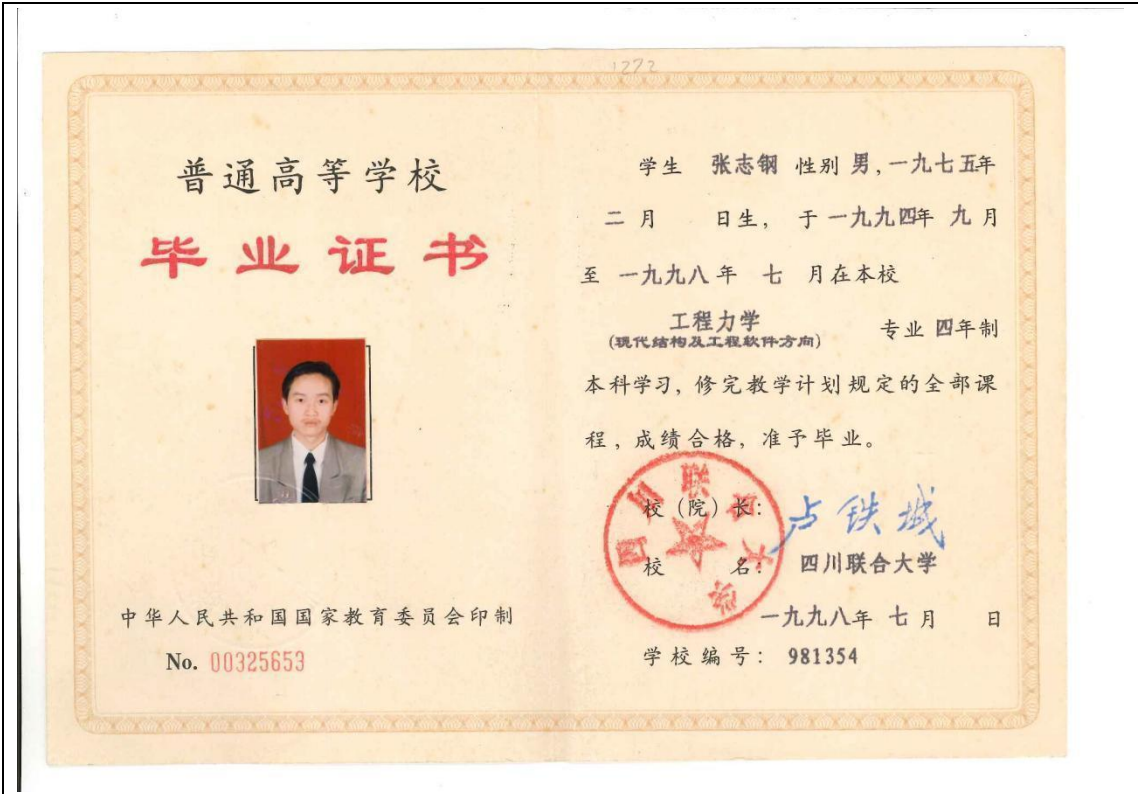 1272
普通高等学校
毕业证书
中华人民共和国国家教育委员会印制
No. 00325653
学生 张志钢 性别 男,一九七五年
二月 日生, 于一九九四年 九月
至 一九九八年 七 月在本校
工程力学
(现代结构及工程软件方向) 专业 四年制
本科学习, 修完教学计划规定的全部课
程, 成绩合格, 准予毕业。
校(院)长: 卢铁城
校 名: 四川联合大学
四川联合大学
一九九八年 七月 日
学校编号: 981354